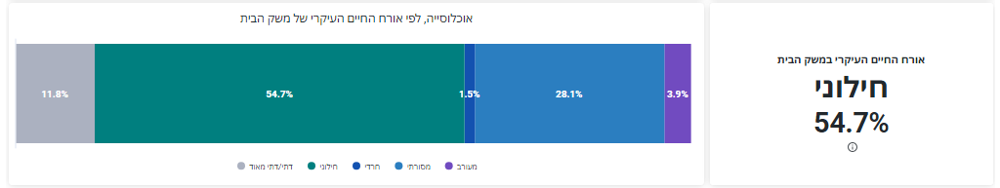 אוכלוסייה, לפי אורח החיים העיקרי של משק הבית
11.8% 54.7% 1.5% 28.1% 3.9%
דתי/דתי מאוד חילוני חרדי מסורתי מעורב
אורח החיים העיקרי במשק הבית
חילוני
54.7%